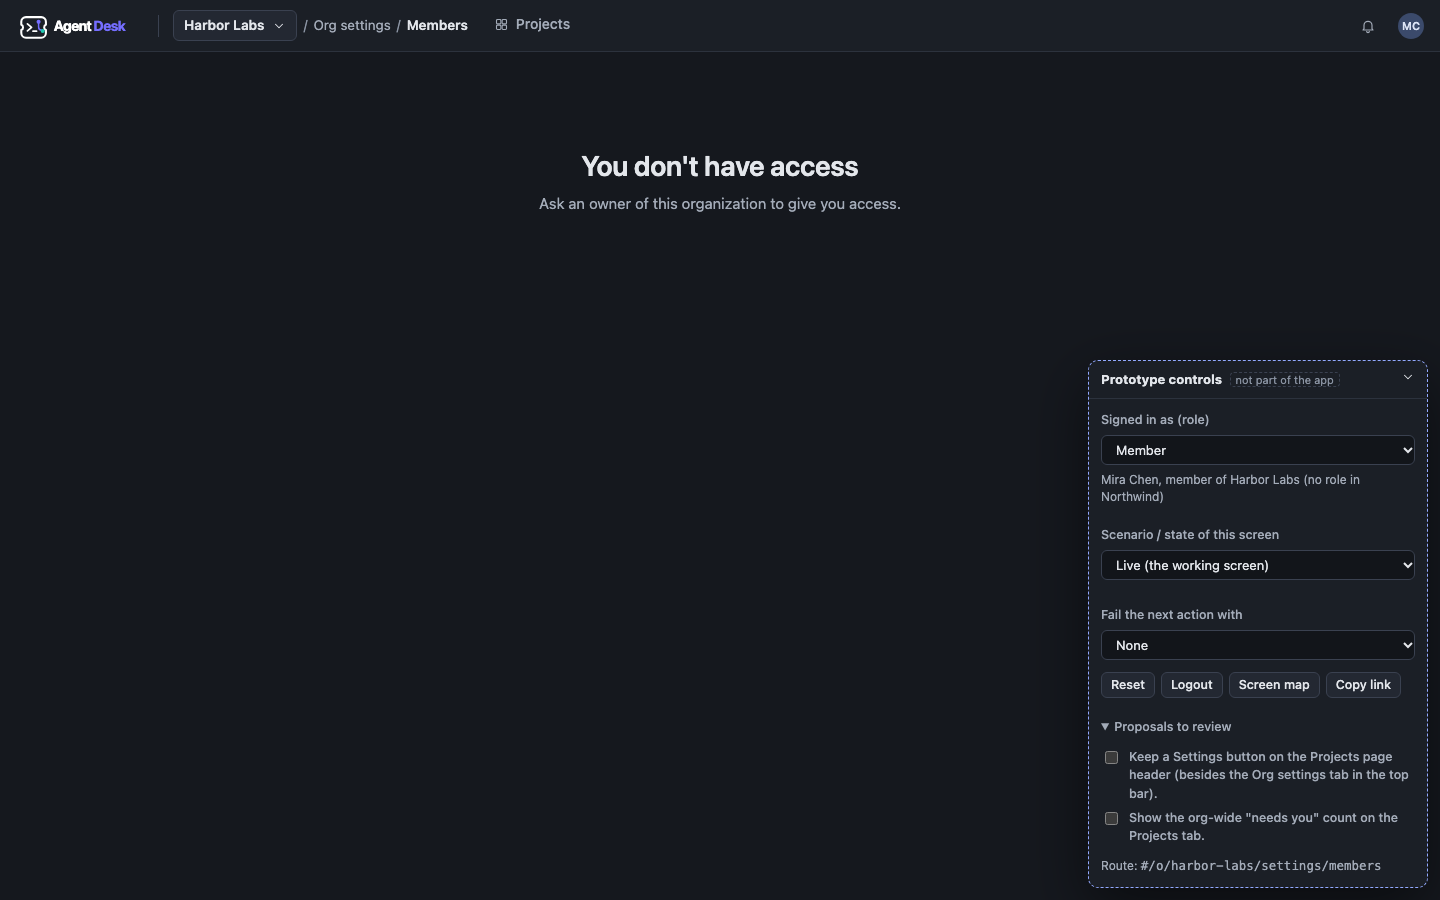 AgentDesk
Harbor Labs / Org settings / Members Projects
MC
You don't have access
Ask an owner of this organization to give you access.
Prototype controls not part of the app
Signed in as (role)
Member
Mira Chen, member of Harbor Labs (no role in
Northwind)
Scenario / state of this screen
Live (the working screen)
Fail the next action with
None
Reset Logout Screen map Copy link
▼ Proposals to review
Keep a Settings button on the Projects page
header (besides the Org settings tab in the top
bar).
Show the org-wide "needs you" count on the
Projects tab.
Route: #/o/harbor-labs/settings/members